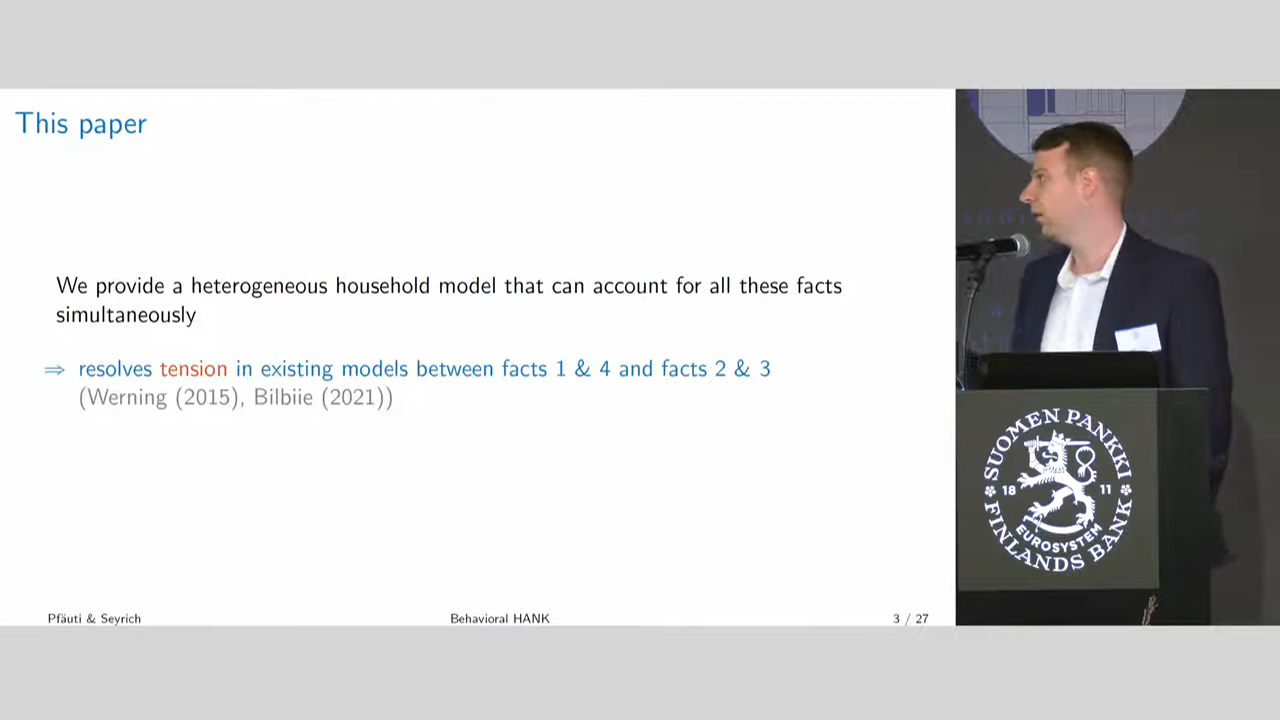 This paper
We provide a heterogeneous household model that can account for all these facts
simultaneously
⇒ resolves tension in existing models between facts 1 & 4 and facts 2 & 3
(Werning (2015), Bilbiie (2021))
Pfäuti & Seyrich
Behavioral HANK
3 / 27
SUOMEN PANKKI
18 11
EUROSYSTEM
FINLANDS BANK